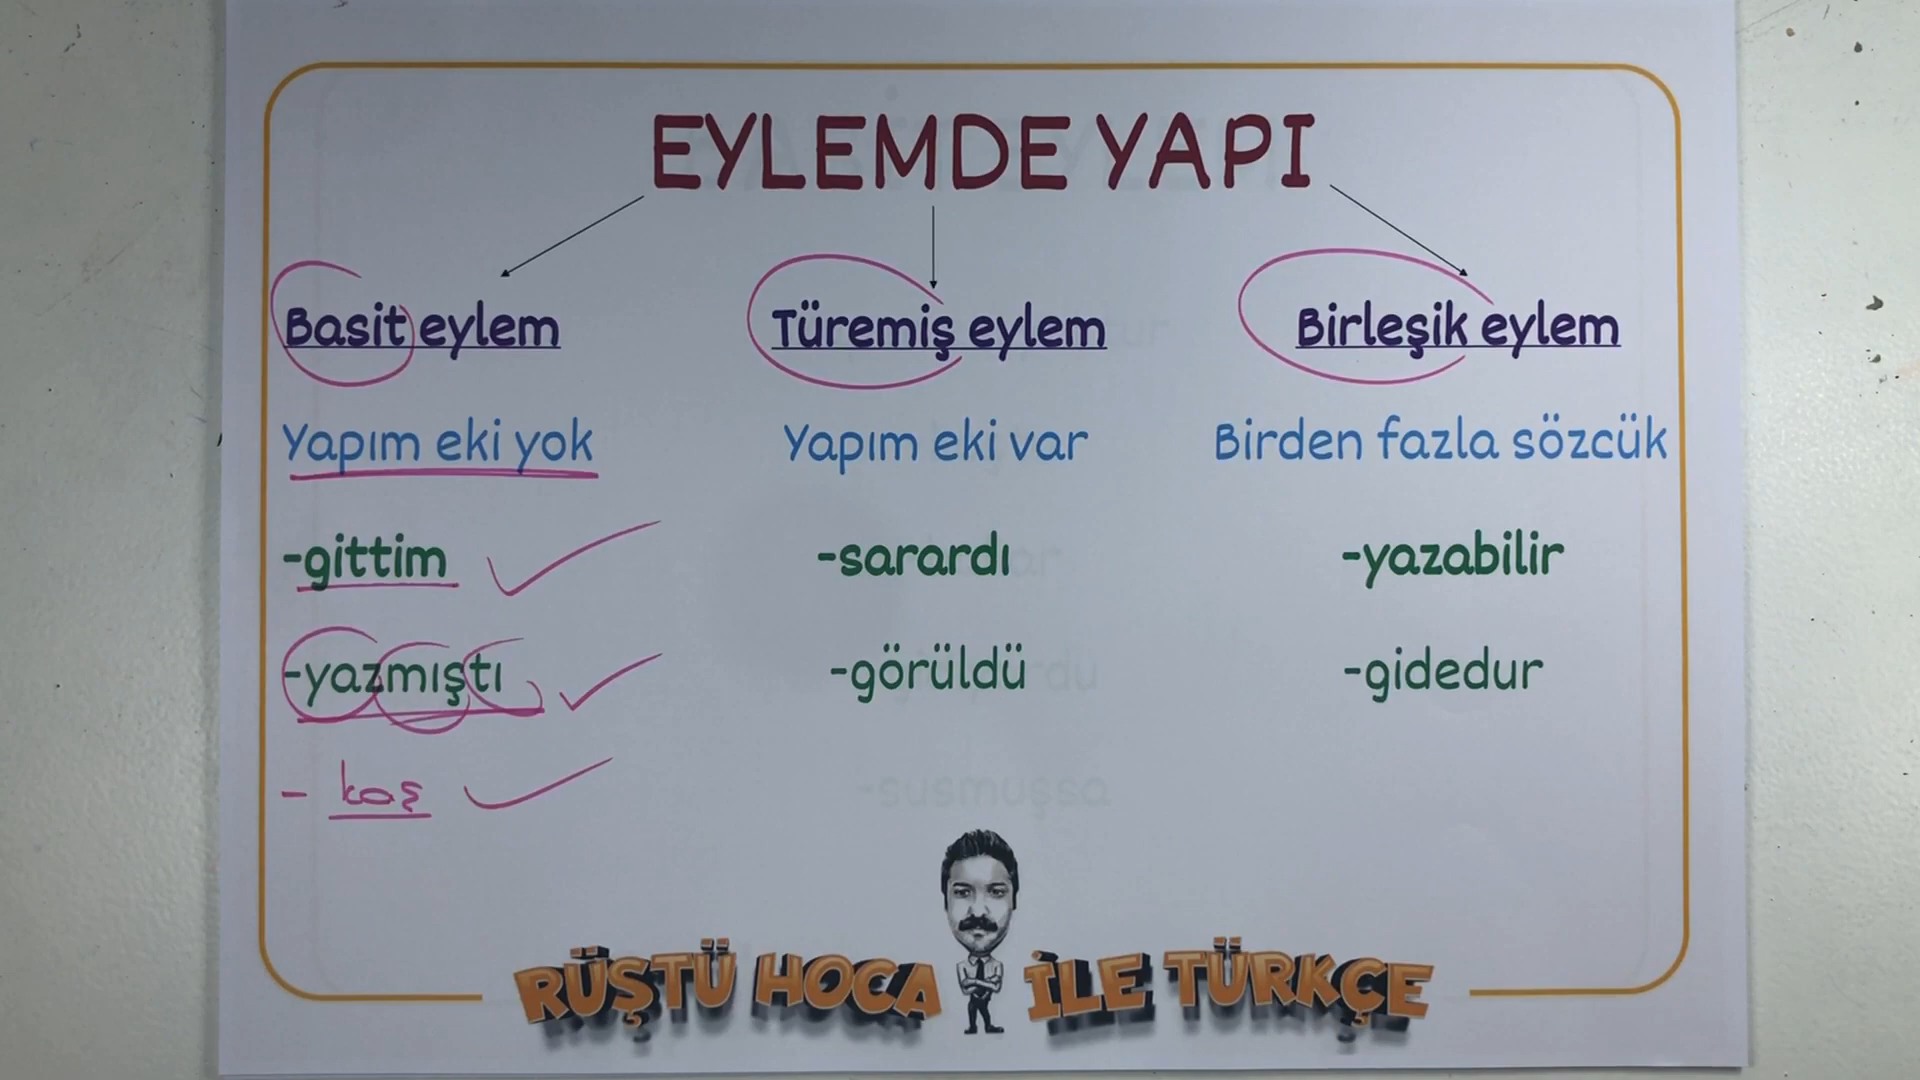 EYLEMDE YAPI
Basit eylem
Yapım eki yok
-gittim
-yazmıştı
- koş
Türemiş eylem
Yapım eki var
-sarardı
-görüldü
Birleşik eylem
Birden fazla sözcük
-yazabilir
-gidedur
-susmuşsa
RÜŞTÜ HOCA İLE TÜRKÇE